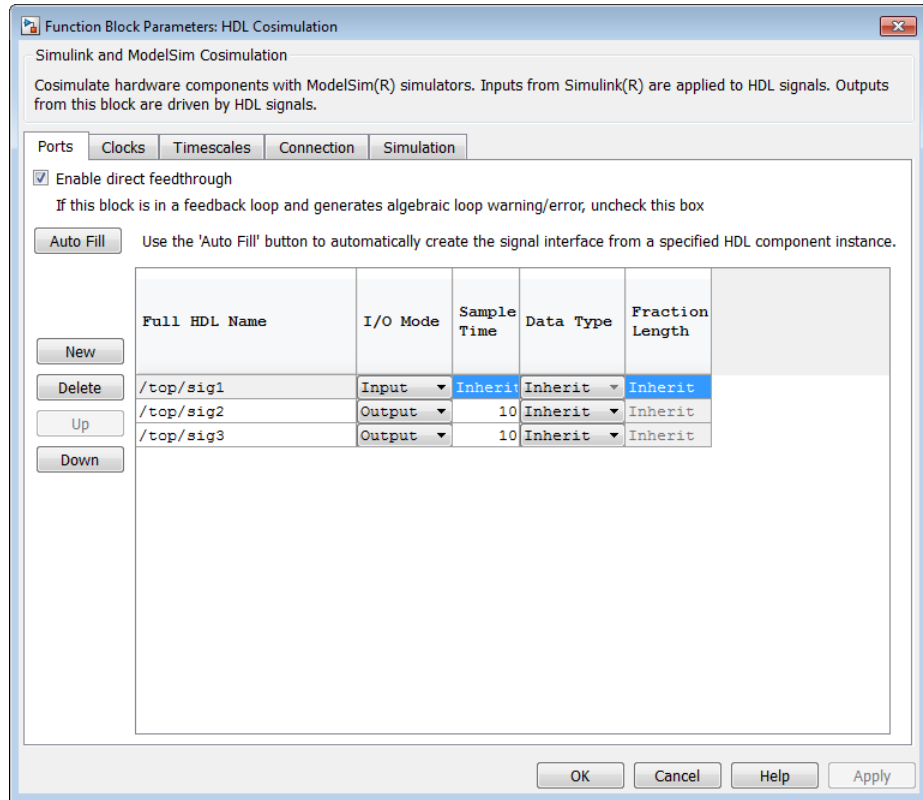 Function Block Parameters: HDL Cosimulation
Simulink and ModelSim Cosimulation
Cosimulate hardware components with ModelSim(R) simulators. Inputs from Simulink(R) are applied to HDL signals. Outputs
from this block are driven by HDL signals.
Ports Clocks Timescales Connection Simulation
Enable direct feedthrough
If this block is in a feedback loop and generates algebraic loop warning/error, uncheck this box
Auto Fill Use the 'Auto Fill' button to automatically create the signal interface from a specified HDL component instance.
Full HDL Name I/O Mode Sample Time Data Type Fraction Length
New
Delete /top/sig1 Input Inherit Inherit Inherit
/top/sig2 Output 10 Inherit Inherit
Up
/top/sig3 Output 10 Inherit Inherit
Down
OK Cancel Help Apply